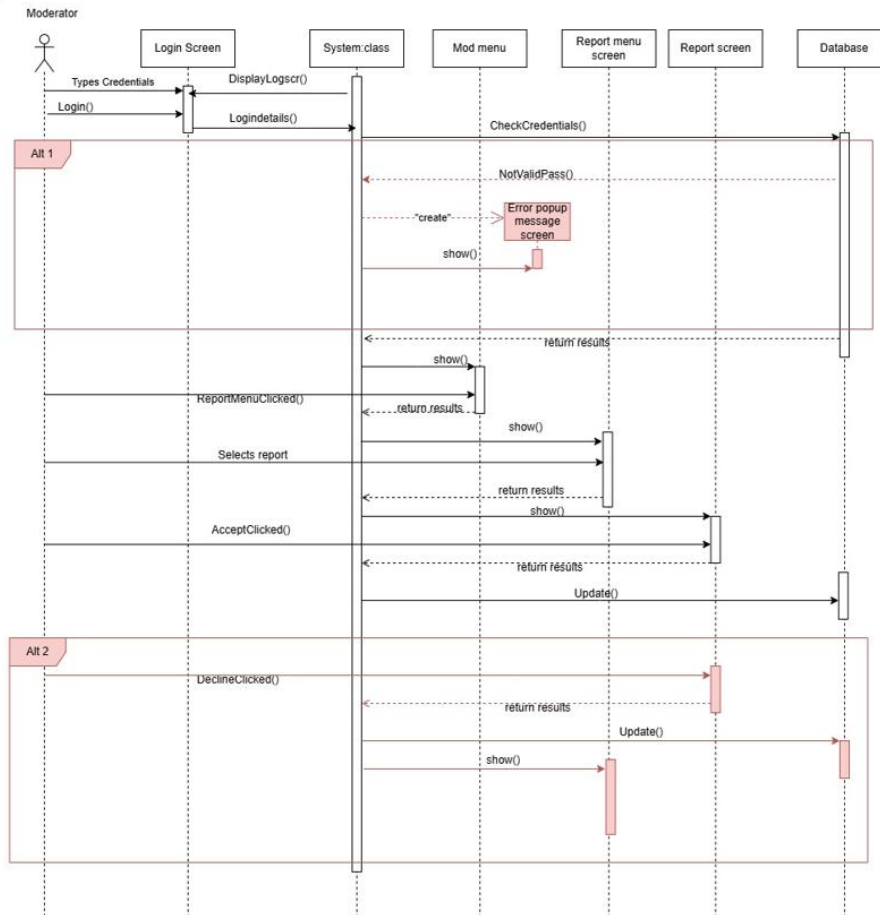 Moderator
Login Screen
System:class
Mod menu
Report menu
screen
Report screen
Database
Types Credentials
DisplayLogscr()
Login()
Logindetails()
CheckCredentials()
Alt 1
NotValidPass()
"create"
Error popup
message
screen
show()
return results
show()
ReportMenuClicked()
return results
show()
Selects report
return results
show()
AcceptClicked()
return results
Update()
Alt 2
DeclineClicked()
return results
Update()
show()